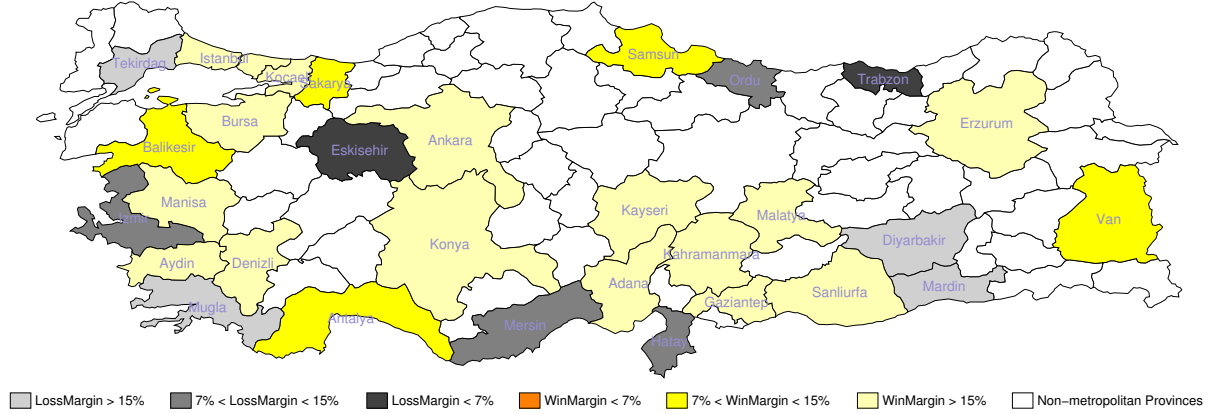 Samsun
Istanbul
Tekirdag
Kocaeli
Sakarya
Ordu
Trabzon
Bursa
Erzurum
Ankara
Balikesir
Eskisehir
Manisa
Kayseri
Malatya
Izmir
Van
Konya
Diyarbakir
Kahramanmara
Aydin
Denizli
Adana
Mardin
Sanliurfa
Gaziantep
Mugla
Antalya
Mersin
Hatay
LossMargin > 15% 7% < LossMargin < 15% LossMargin < 7% WinMargin < 7% 7% < WinMargin < 15% WinMargin > 15% Non−metropolitan Provinces